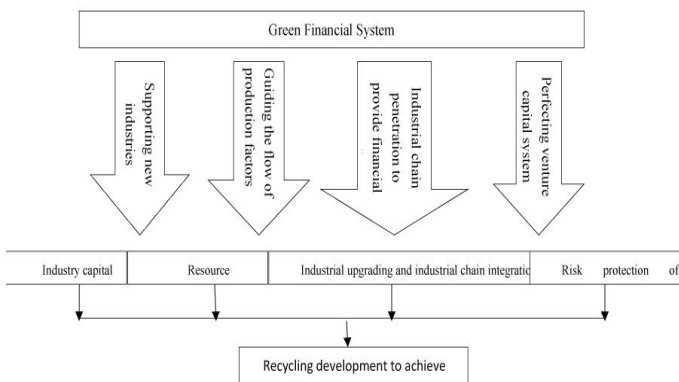 Green Financial System
Supporting new
industries
Guiding the flow of
production factors
Industrial chain
penetration to
provide financial
Perfecting venture
capital system
Industry capital
Resource
Industrial upgrading and industrial chain integratio
Risk protection of
Recycling development to achieve